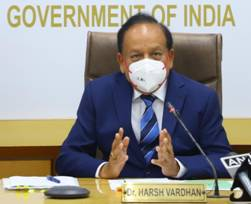 GOVERNMENT OF INDIA
Dr. HARSH VARDHAN
ANI